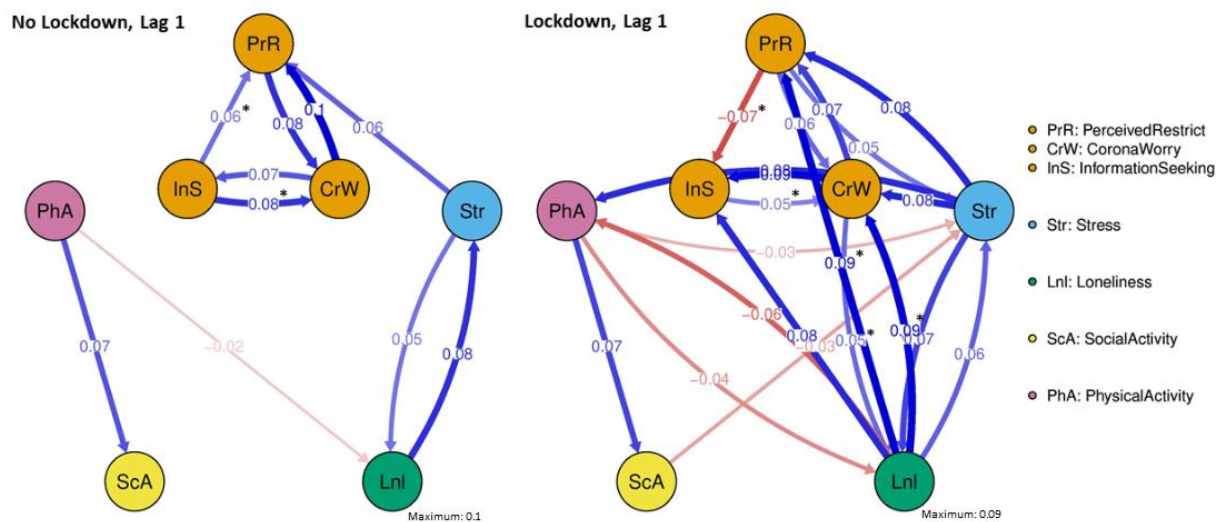 No Lockdown, Lag 1
PrR
0.06*
0.08
0.1
0.06
InS
0.07
0.08
*
CrW
PhA
Str
0.07
−0.02
0.05
0.08
ScA
Lnl
Maximum: 0.1
Lockdown, Lag 1
PrR
−0.07*
0.06
0.07
0.08
0.05
InS
0.09
0.05*
CrW
0.08
PhA
Str
−0.03
0.09*
−0.06
0.08
−0.03
0.05
*
0.09
*
0.07
0.06
0.07
−0.04
ScA
Lnl
Maximum: 0.09
PrR: PerceivedRestrict
CrW: CoronaWorry
InS: InformationSeeking
Str: Stress
Lnl: Loneliness
ScA: SocialActivity
PhA: PhysicalActivity